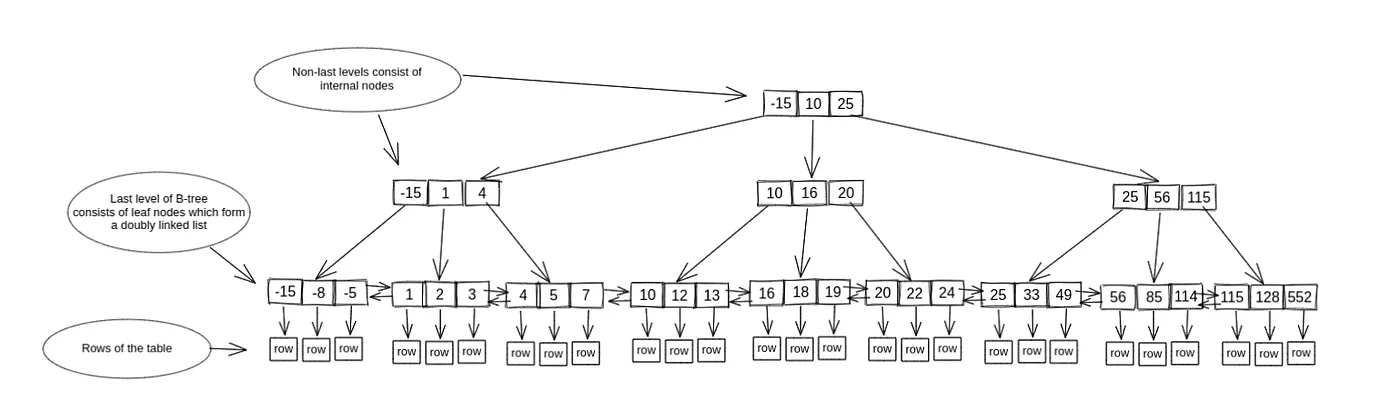 Non-last levels consist of
internal nodes
-15 10 25
Last level of B-tree
consists of leaf nodes which form
a doubly linked list
-15 1 4
10 16 20
25 56 115
-15 -8 -5
1 2 3
4 5 7
10 12 13
16 18 19
20 22 24
25 33 49
56 85 114
115 128 552
Rows of the table
row row row
row row row
row row row
row row row
row row row
row row row
row row row
row row row
row row row